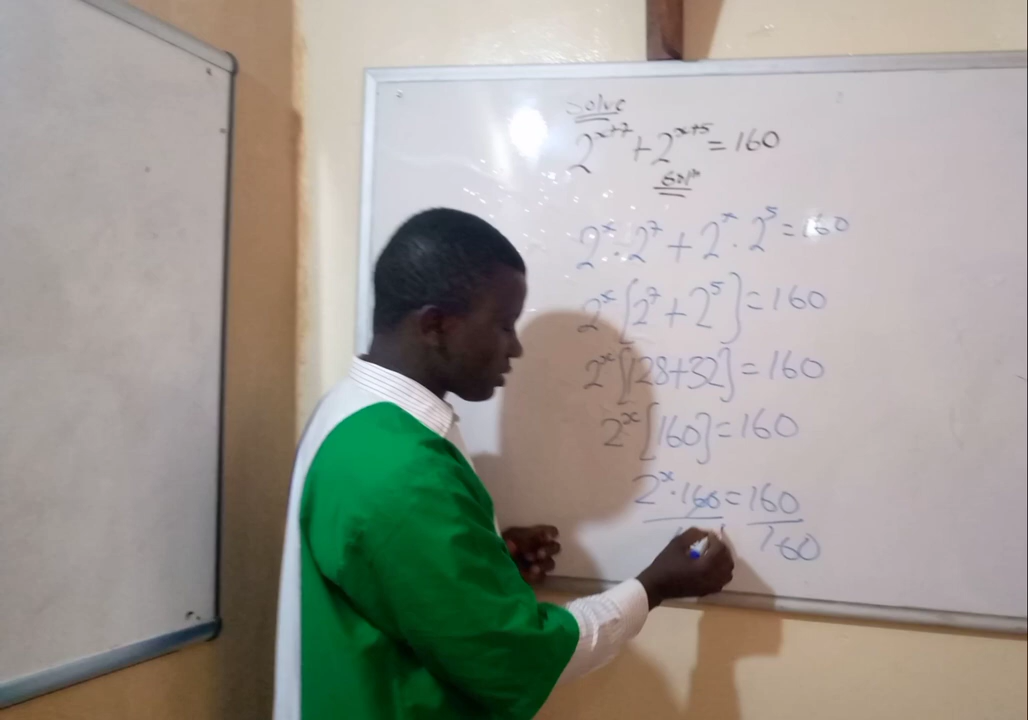 Solve
2^{x+7} + 2^{x+5} = 160
Sol^n
2^x . 2^7 + 2^x . 2^5 = 160
2^x [2^7 + 2^5] = 160
2^x [128+32] = 160
2^x [160] = 160
2^x . 160 = 160
160